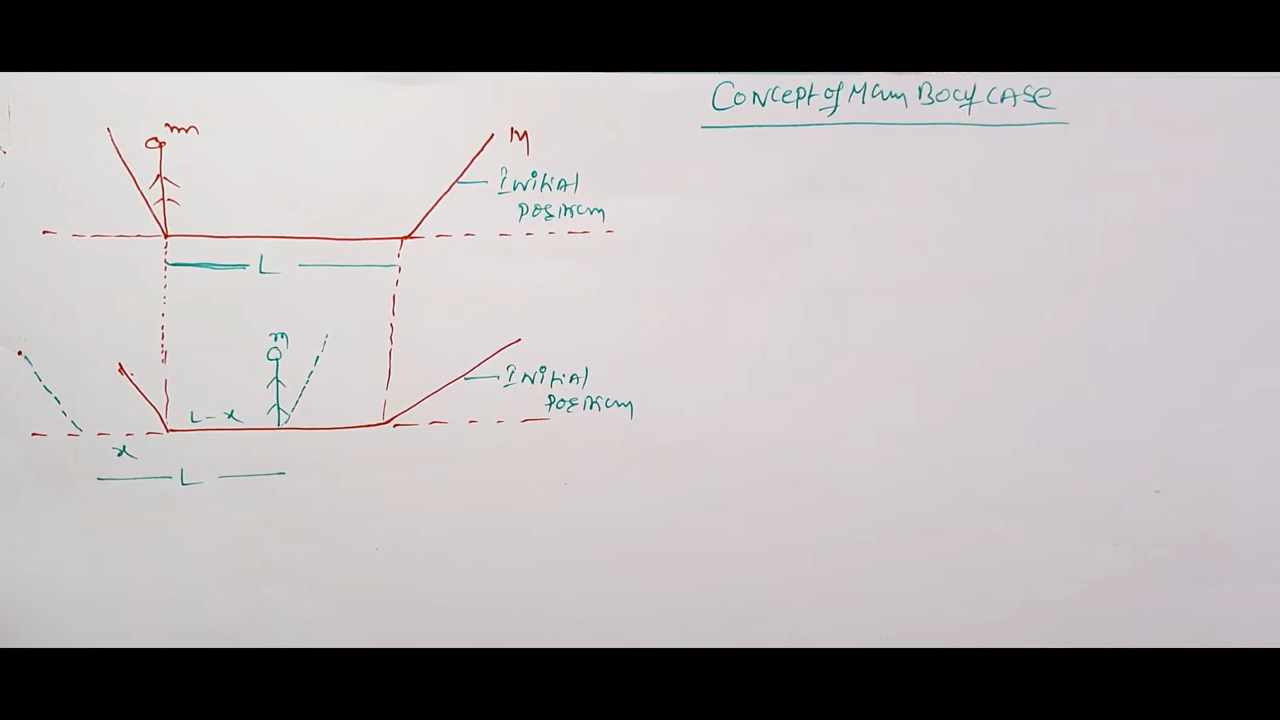 CONCEPT of Man Boat CASE
m
M
Initial
position
L
m
Initial
position
L-x
x
L